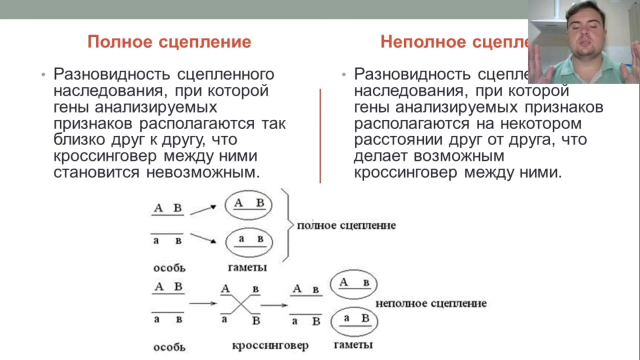 Полное сцепление
• Разновидность сцепленного
наследования, при которой
гены анализируемых
признаков располагаются так
близко друг к другу, что
кроссинговер между ними
становится невозможным.
Неполное
• Разновидность
наследования, при которой
гены анализируемых признаков
располагаются на некотором
расстоянии друг от друга, что
делает возможным
кроссинговер между ними.
А В
А В
полное сцепление
а в
а в
особь
гаметы
А В
А в
А в
А в
неполное сцепление
а в
а В
а В
а В
особь
кроссинговер
гаметы